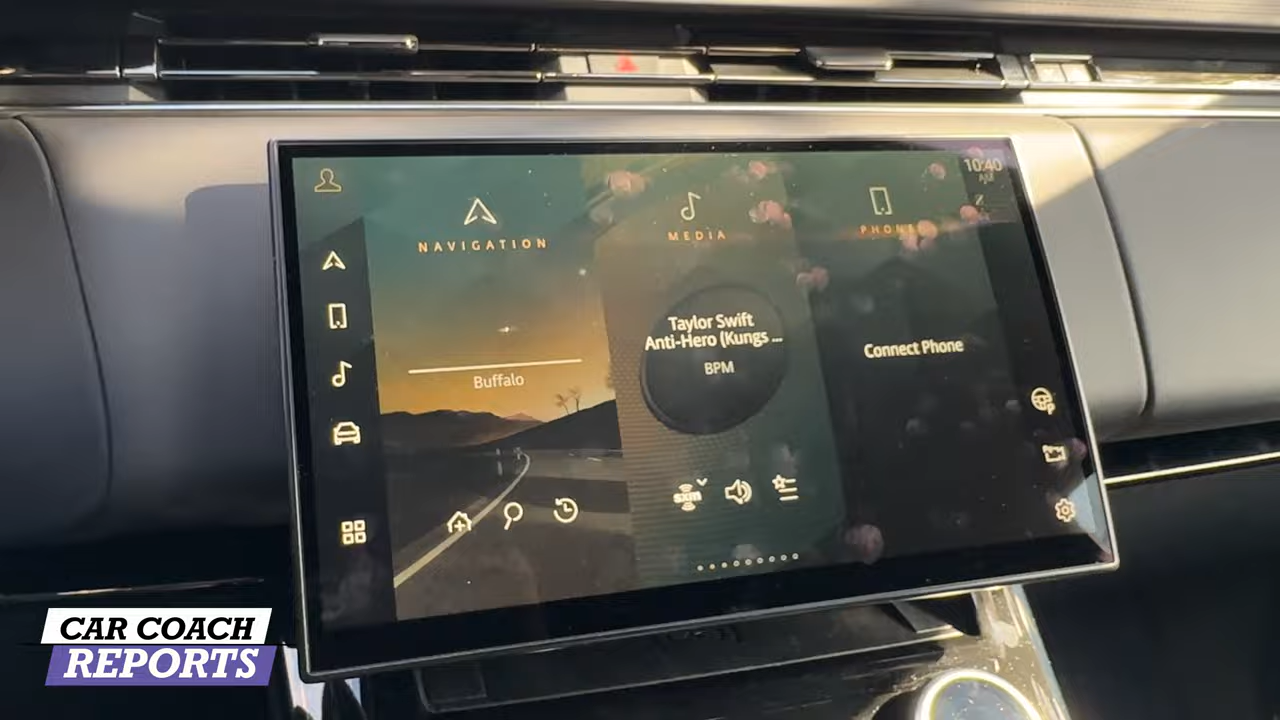 10:40
AM
NAVIGATION
MEDIA
PHONE
Taylor Swift
Anti-Hero (Kungs ...
BPM
Connect Phone
Buffalo
sxm
CAR COACH
REPORTS